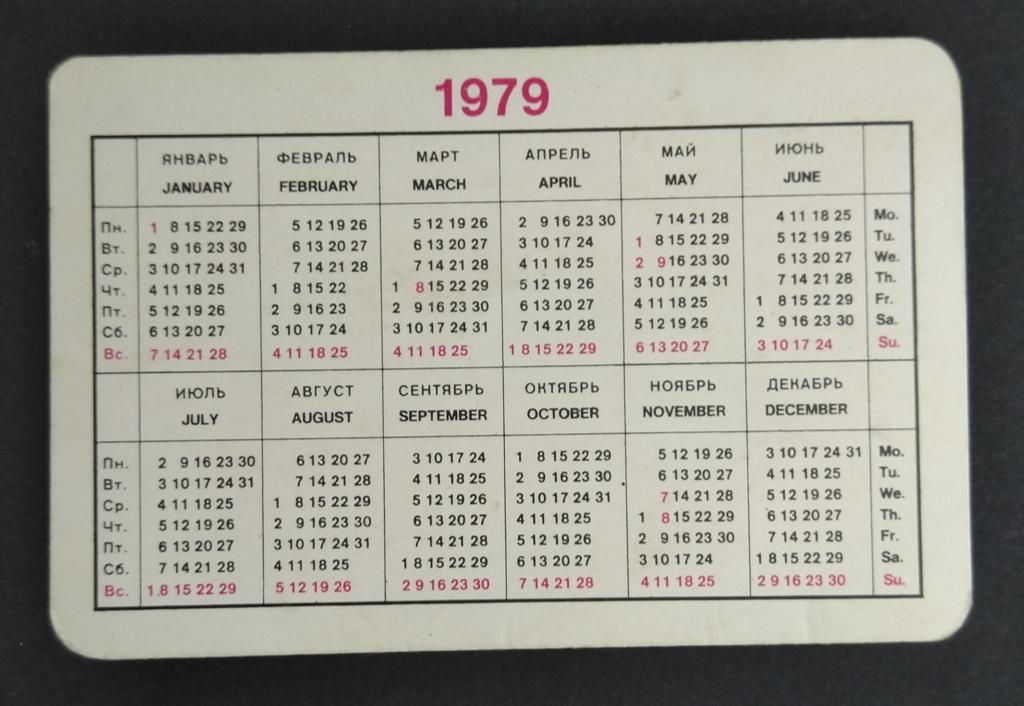 1979
ЯНВАРЬ ФЕВРАЛЬ МАРТ АПРЕЛЬ МАЙ ИЮНЬ
JANUARY FEBRUARY MARCH APRIL MAY JUNE
Пн. 1 8 15 22 29 5 12 19 26 5 12 19 26 2 9 16 23 30 7 14 21 28 4 11 18 25 Mo.
Вт. 2 9 16 23 30 6 13 20 27 6 13 20 27 3 10 17 24 1 8 15 22 29 5 12 19 26 Tu.
Ср. 3 10 17 24 31 7 14 21 28 7 14 21 28 4 11 18 25 2 9 16 23 30 6 13 20 27 We.
Чт. 4 11 18 25 1 8 15 22 1 8 15 22 29 5 12 19 26 3 10 17 24 31 7 14 21 28 Th.
Пт. 5 12 19 26 2 9 16 23 2 9 16 23 30 6 13 20 27 4 11 18 25 1 8 15 22 29 Fr.
Сб. 6 13 20 27 3 10 17 24 3 10 17 24 31 7 14 21 28 5 12 19 26 2 9 16 23 30 Sa.
Вс. 7 14 21 28 4 11 18 25 4 11 18 25 1 8 15 22 29 6 13 20 27 3 10 17 24 Su.
ИЮЛЬ АВГУСТ СЕНТЯБРЬ ОКТЯБРЬ НОЯБРЬ ДЕКАБРЬ
JULY AUGUST SEPTEMBER OCTOBER NOVEMBER DECEMBER
Пн. 2 9 16 23 30 6 13 20 27 3 10 17 24 1 8 15 22 29 5 12 19 26 3 10 17 24 31 Mo.
Вт. 3 10 17 24 31 7 14 21 28 4 11 18 25 2 9 16 23 30 6 13 20 27 4 11 18 25 Tu.
Ср. 4 11 18 25 1 8 15 22 29 5 12 19 26 3 10 17 24 31 7 14 21 28 5 12 19 26 We.
Чт. 5 12 19 26 2 9 16 23 30 6 13 20 27 4 11 18 25 1 8 15 22 29 6 13 20 27 Th.
Пт. 6 13 20 27 3 10 17 24 31 7 14 21 28 5 12 19 26 2 9 16 23 30 7 14 21 28 Fr.
Сб. 7 14 21 28 4 11 18 25 1 8 15 22 29 6 13 20 27 3 10 17 24 1 8 15 22 29 Sa.
Вс. 1.8 15 22 29 5 12 19 26 2 9 16 23 30 7 14 21 28 4 11 18 25 2 9 16 23 30 Su.